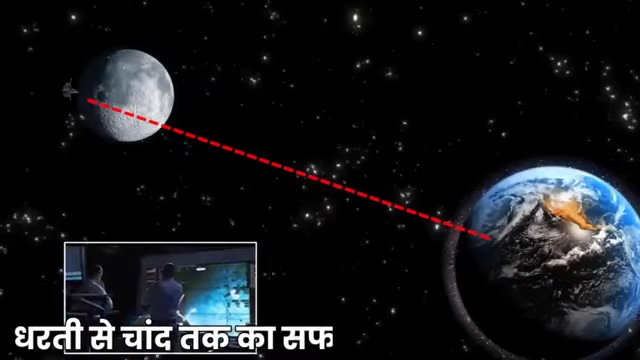 धरती से चांद तक का सफ